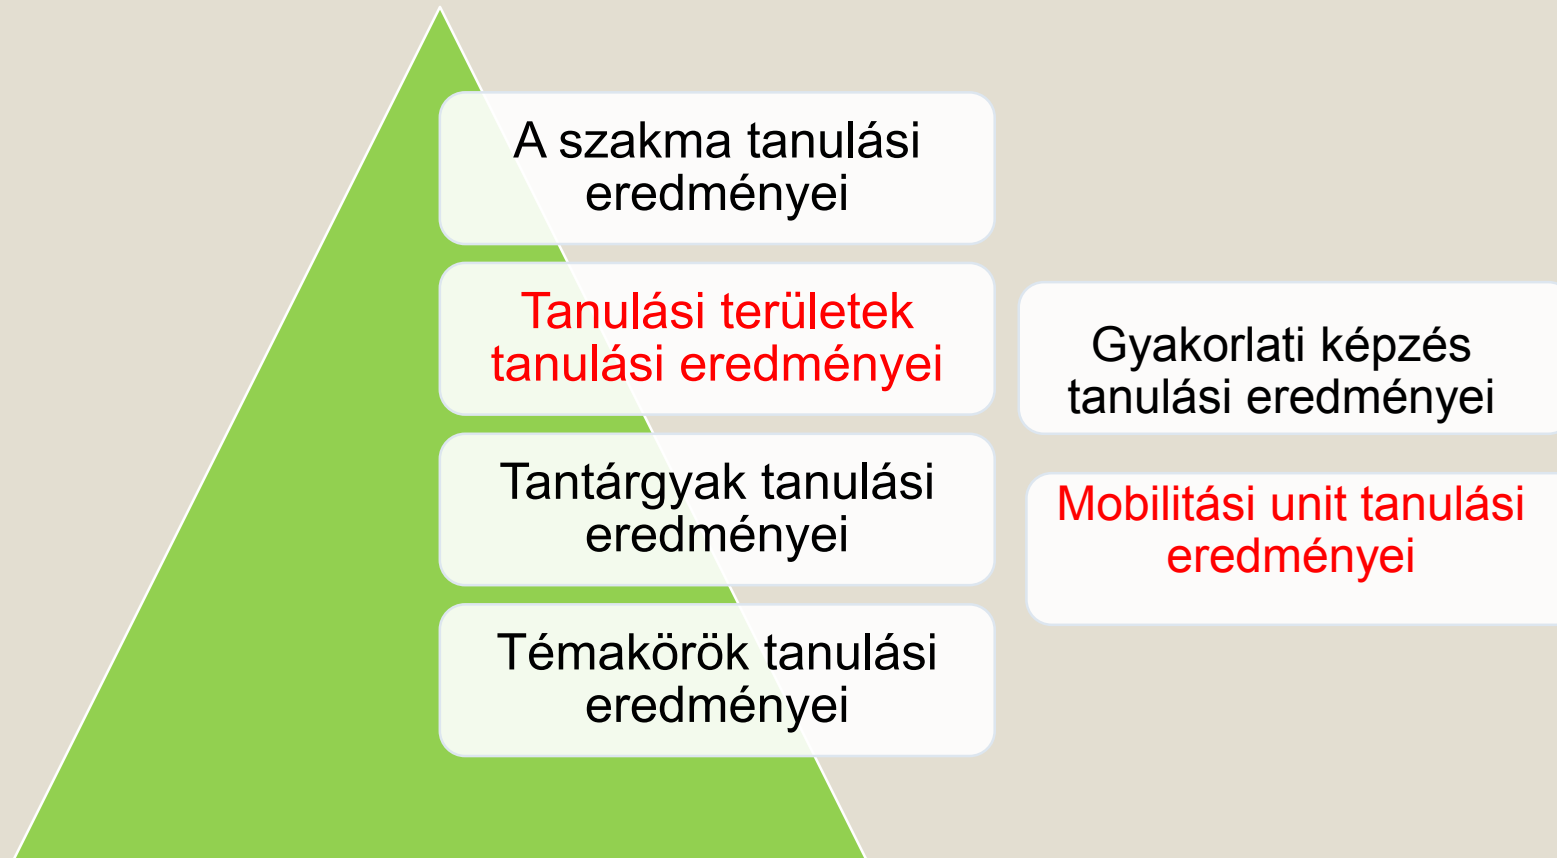 A szakma tanulási
eredményei
Tanulási területek
tanulási eredményei
Tantárgyak tanulási
eredményei
Témakörök tanulási
eredményei
Gyakorlati képzés
tanulási eredményei
Mobilitási unit tanulási
eredményei